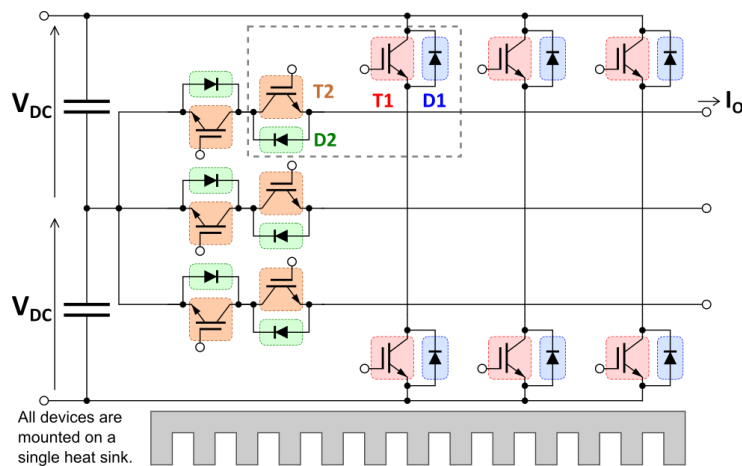 T2
V_DC
T1 D1
I_O
D2
V_DC
All devices are
mounted on a
single heat sink.